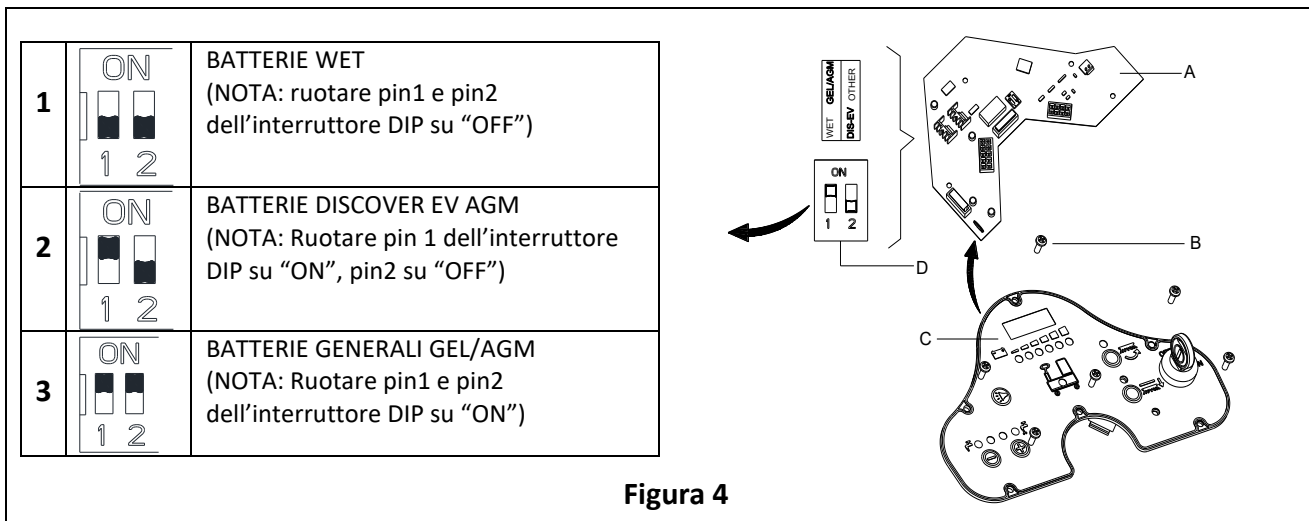 1
ON
1 2
BATTERIE WET
(NOTA: ruotare pin1 e pin2
dell’interruttore DIP su “OFF”)
2
ON
1 2
BATTERIE DISCOVER EV AGM
(NOTA: Ruotare pin 1 dell’interruttore
DIP su “ON”, pin2 su “OFF”)
3
ON
1 2
BATTERIE GENERALI GEL/AGM
(NOTA: Ruotare pin1 e pin2
dell’interruttore DIP su “ON”)
WET GEL/AGM
DIS-EV OTHER
ON
1 2
A
B
D
C
Figura 4